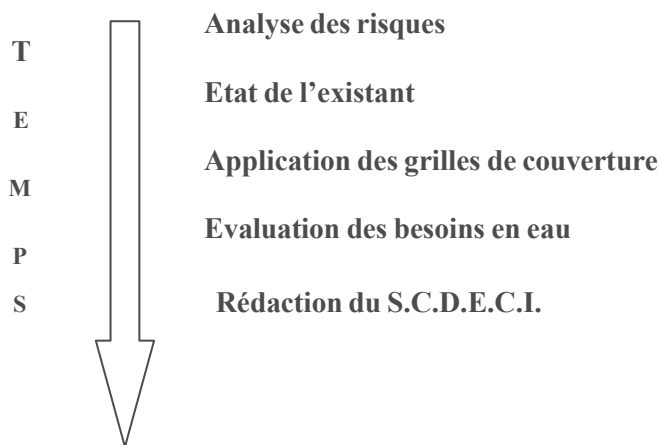 Analyse des risques
T
Etat de l’existant
E
Application des grilles de couverture
M
Evaluation des besoins en eau
P
S
Rédaction du S.C.D.E.C.I.